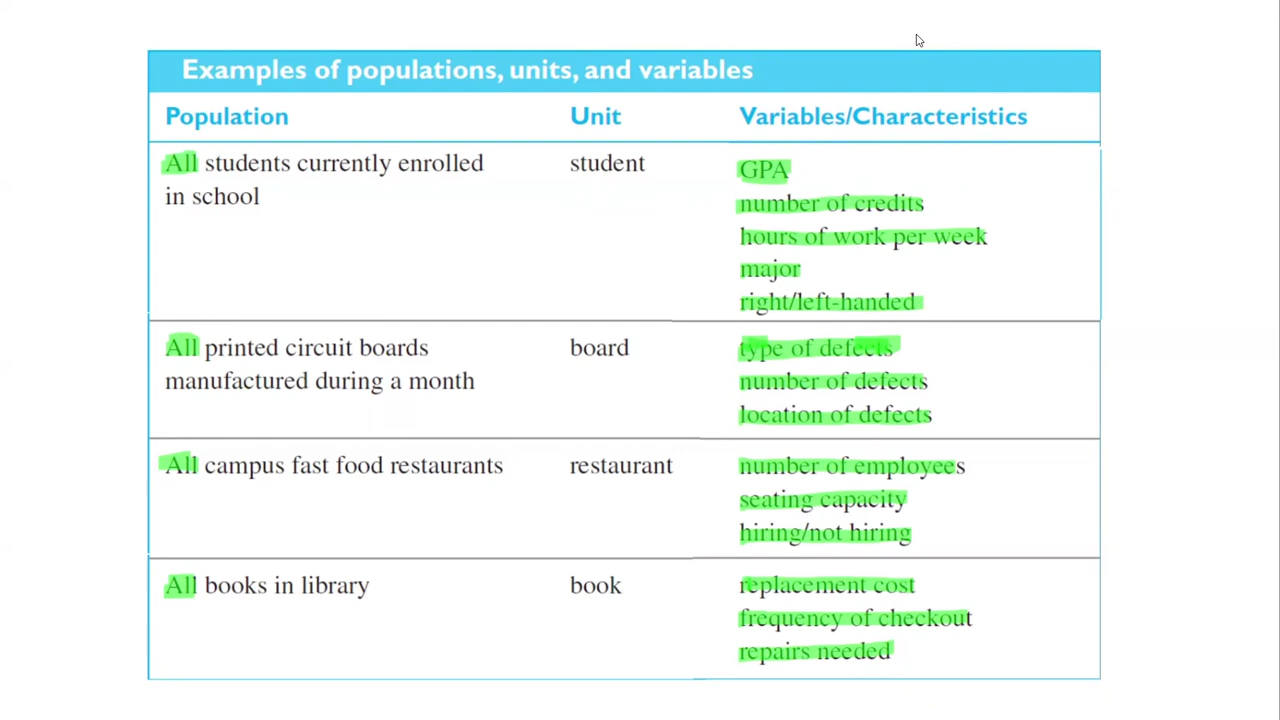 Examples of populations, units, and variables
Population Unit Variables/Characteristics
All students currently enrolled student GPA
in school number of credits
hours of work per week
major
right/left-handed
All printed circuit boards board type of defects
manufactured during a month number of defects
location of defects
All campus fast food restaurants restaurant number of employees
seating capacity
hiring/not hiring
All books in library book replacement cost
frequency of checkout
repairs needed